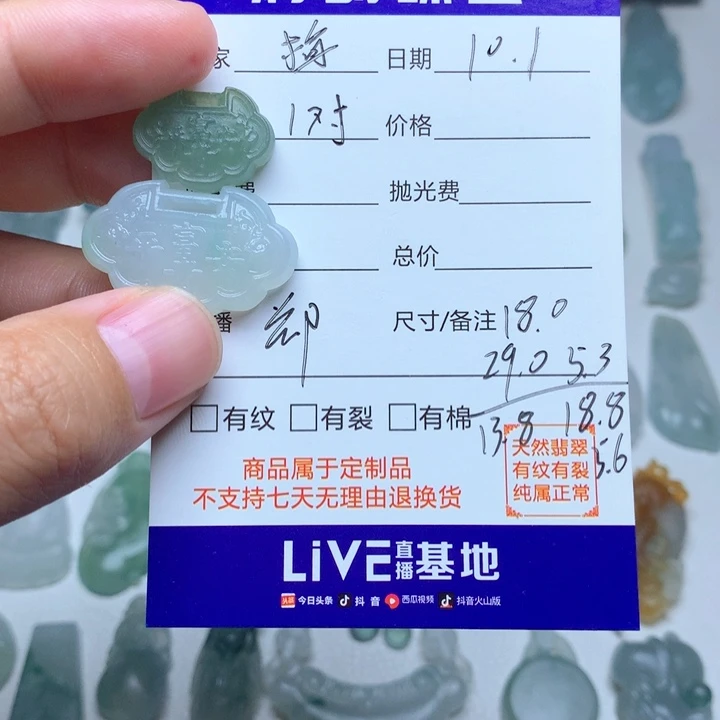 家 梅 日期 10.1
1对 价格
费 抛光费
总价
播 郑 尺寸/备注 18.0
29.0 5.3
□有纹 □有裂 □有棉 13.8 18.8
5.6
天然翡翠
有纹有裂
纯属正常
商品属于定制品
不支持七天无理由退换货
LiVE直播基地
头条 今日头条 抖音 西瓜视频 抖音火山版